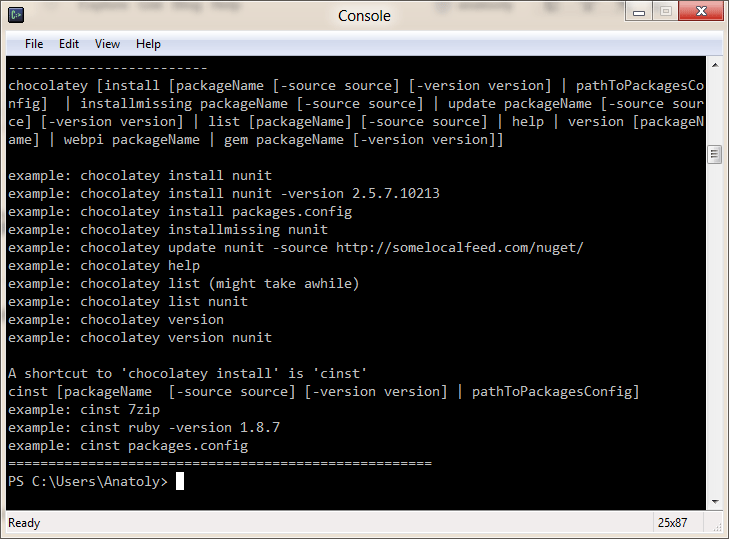 Console
File Edit View Help
--------------------------
chocolatey [install [packageName [-source source] [-version version] | pathToPackagesCo
nfig]  | installmissing packageName [-source source] | update packageName [-source sour
ce] [-version version] | list [packageName] [-source source] | help | version [packageN
ame] | webpi packageName | gem packageName [-version version]]
example: chocolatey install nunit
example: chocolatey install nunit -version 2.5.7.10213
example: chocolatey install packages.config
example: chocolatey installmissing nunit
example: chocolatey update nunit -source http://somelocalfeed.com/nuget/
example: chocolatey help
example: chocolatey list (might take awhile)
example: chocolatey list nunit
example: chocolatey version
example: chocolatey version nunit
A shortcut to 'chocolatey install' is 'cinst'
cinst [packageName  [-source source] [-version version] | pathToPackagesConfig]
example: cinst 7zip
example: cinst ruby -version 1.8.7
example: cinst packages.config
=====================================================
PS C:\Users\Anatoly>
Ready 25x87